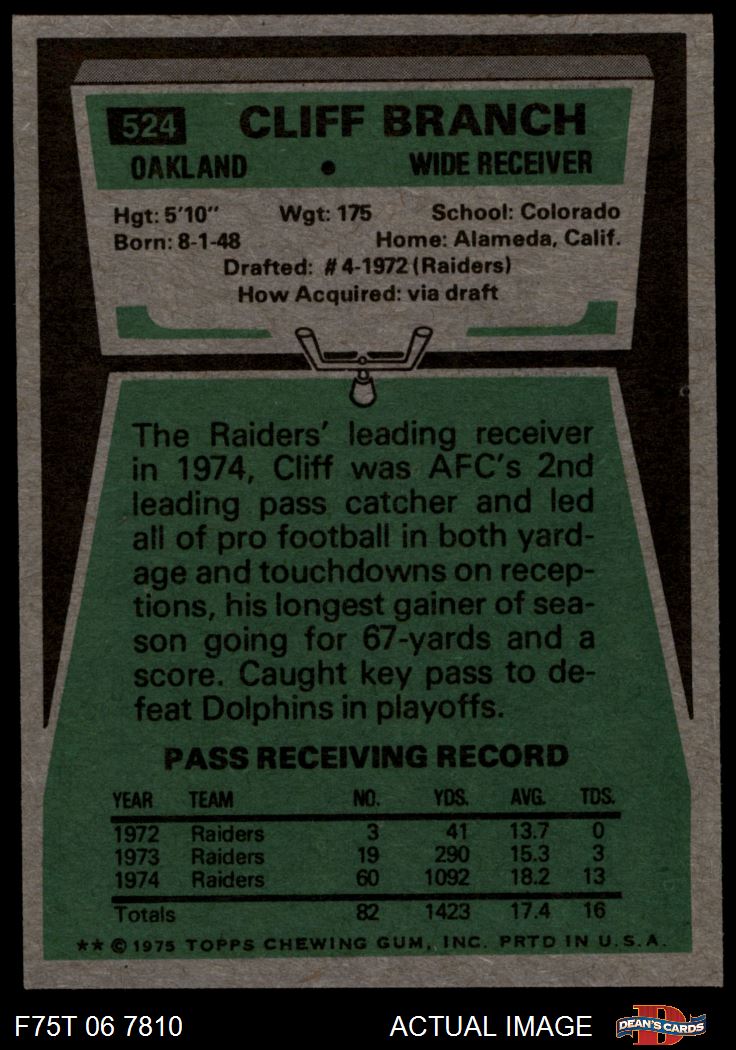 524 CLIFF BRANCH
OAKLAND • WIDE RECEIVER
Hgt: 5'10" Wgt: 175 School: Colorado
Born: 8-1-48 Home: Alameda, Calif.
Drafted: #4-1972 (Raiders)
How Acquired: via draft
The Raiders' leading receiver
in 1974, Cliff was AFC's 2nd
leading pass catcher and led
all of pro football in both yard-
age and touchdowns on recep-
tions, his longest gainer of sea-
son going for 67-yards and a
score. Caught key pass to de-
feat Dolphins in playoffs.
PASS RECEIVING RECORD
YEAR TEAM NO. YDS. AVG. TDS.
1972 Raiders 3 41 13.7 0
1973 Raiders 19 290 15.3 3
1974 Raiders 60 1092 18.2 13
Totals 82 1423 17.4 16
** © 1975 TOPPS CHEWING GUM, INC. PRTD IN U.S.A.
F75T 06 7810 ACTUAL IMAGE D DEAN'S CARDS